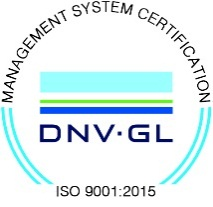 MANAGEMENT SYSTEM CERTIFICATION
DNV·GL
ISO 9001:2015